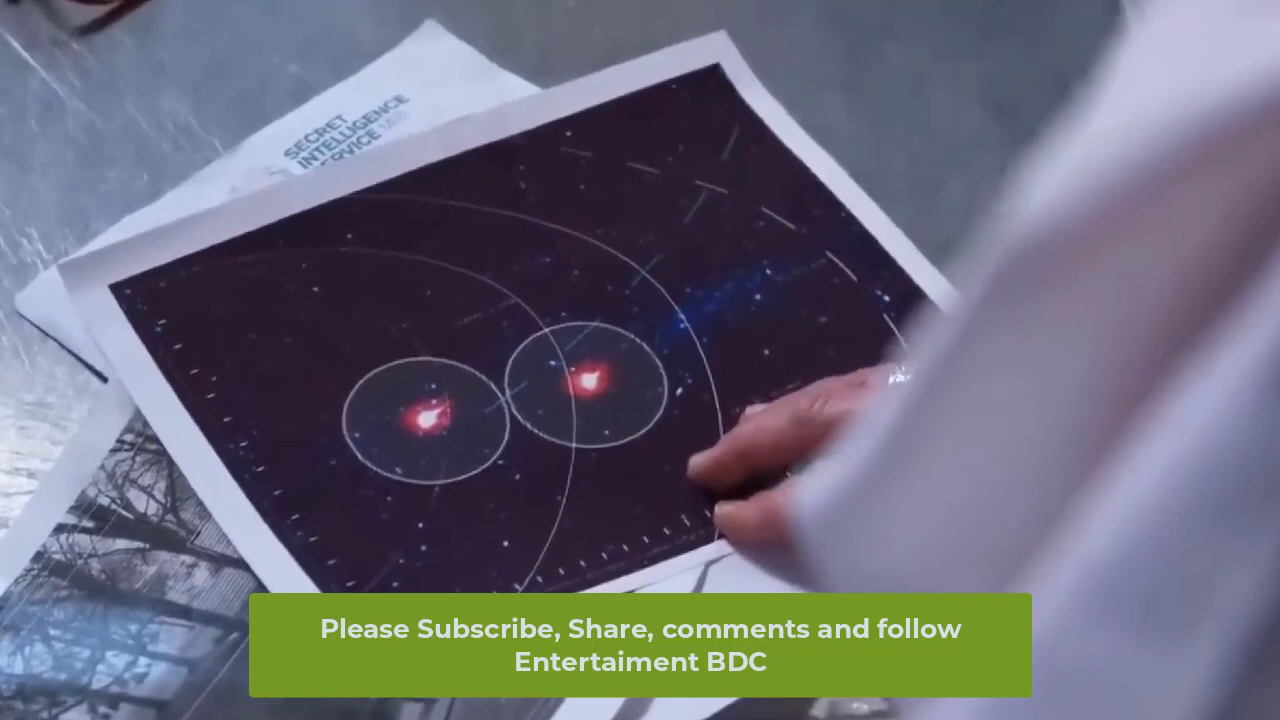 SECRET
INTELLIGENCE
SERVICE
Please Subscribe, Share, comments and follow
Entertaiment BDC